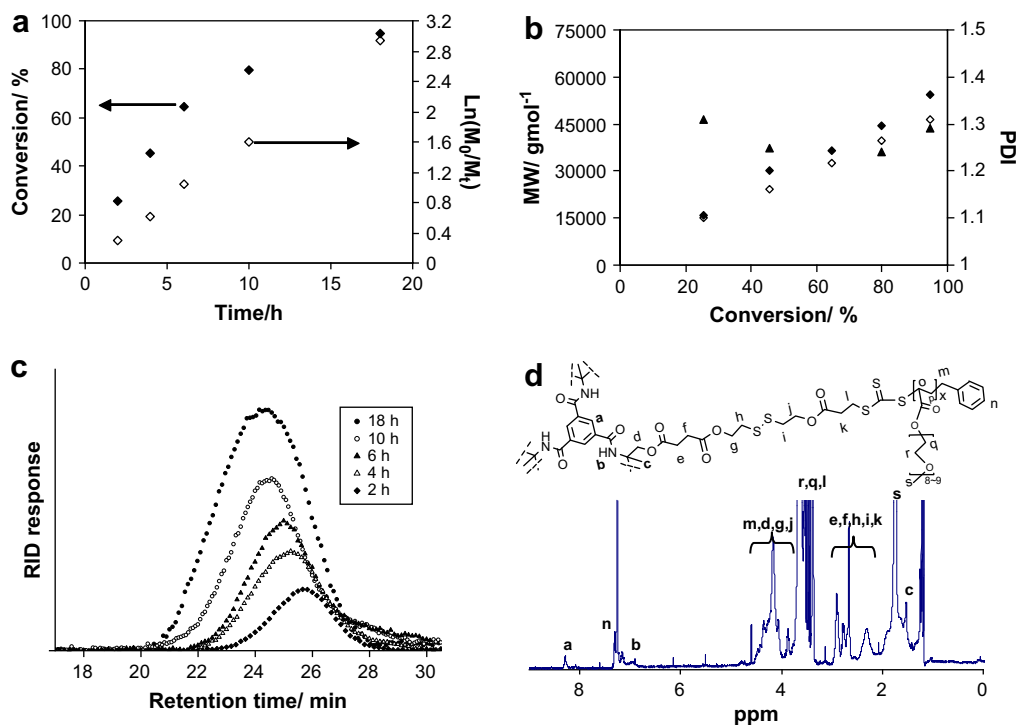 a
100
80
60
40
20
0
3.2
2.8
2.4
2
1.6
1.2
0.8
0.4
0
0 5 10 15 20
Conversion/ %
Ln(M0/Mt)
Time/h
b
75000
60000
45000
30000
15000
0
1.5
1.4
1.3
1.2
1.1
1
0 20 40 60 80 100
MW/ gmol-1
PDI
Conversion/ %
c
18 h
10 h
6 h
4 h
2 h
RID response
18 20 22 24 26 28 30
Retention time/ min
d
NH
O
NH
O
a
O
HN
b
c
d
O
O
e
f
O
O
g
h
S
S
i
j
O
O
k
l
S
S
S
o
p
x
m
n
O
O
r
q
O
s
8~9
r,q,l
s
m,d,g,j
e,f,h,i,k
c
n
a
b
8 6 4 2 0
ppm